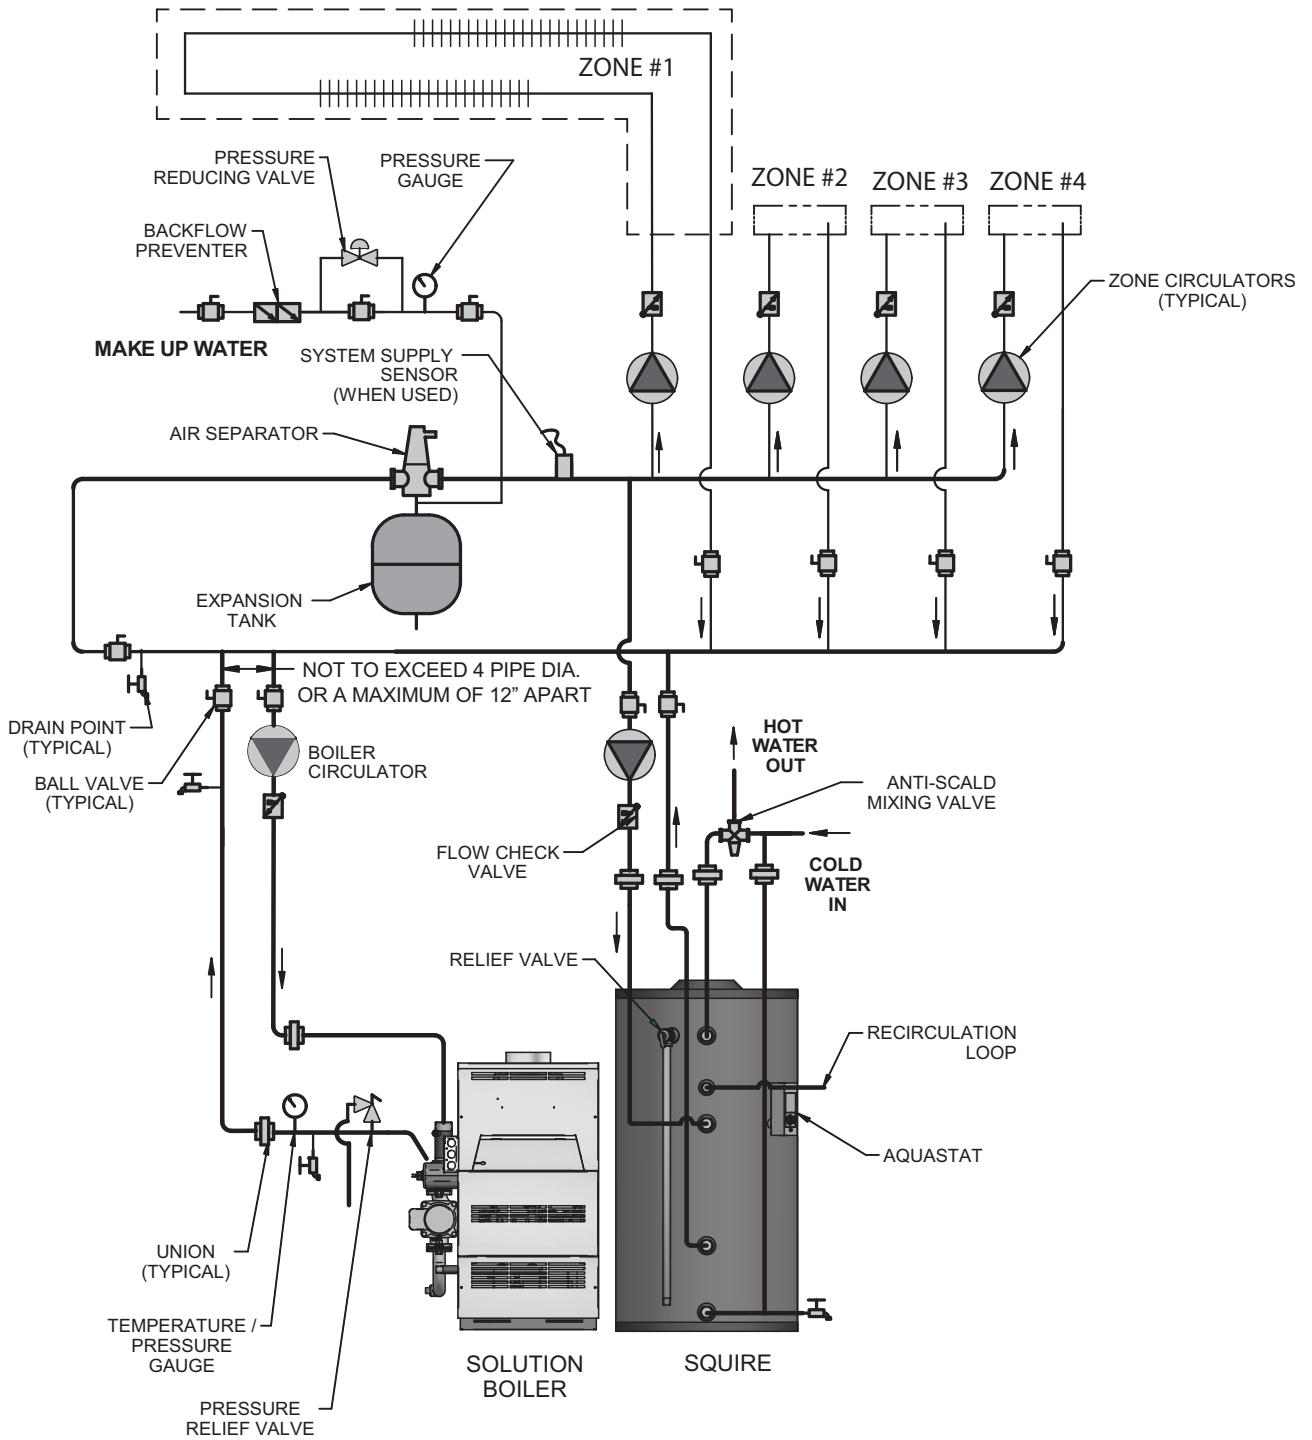 ZONE #1
PRESSURE
REDUCING VALVE
PRESSURE
GAUGE
ZONE #2
ZONE #3
ZONE #4
BACKFLOW
PREVENTER
ZONE CIRCULATORS
(TYPICAL)
MAKE UP WATER
SYSTEM SUPPLY
SENSOR
(WHEN USED)
AIR SEPARATOR
EXPANSION
TANK
NOT TO EXCEED 4 PIPE DIA.
OR A MAXIMUM OF 12” APART
DRAIN POINT
(TYPICAL)
BALL VALVE
(TYPICAL)
BOILER
CIRCULATOR
HOT
WATER
OUT
ANTI-SCALD
MIXING VALVE
FLOW CHECK
VALVE
COLD
WATER
IN
RELIEF VALVE
RECIRCULATION
LOOP
AQUASTAT
UNION
(TYPICAL)
TEMPERATURE /
PRESSURE
GAUGE
PRESSURE
RELIEF VALVE
SOLUTION
BOILER
SQUIRE